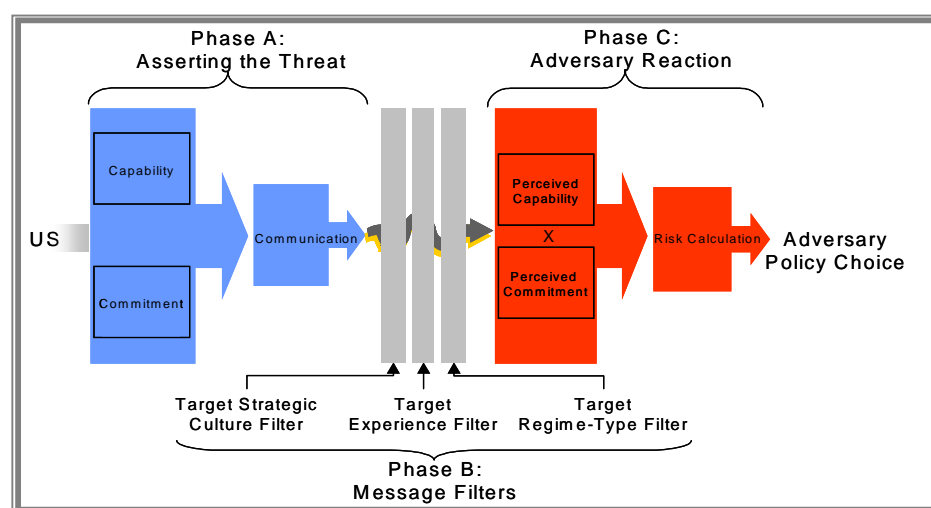 Phase A:
Asserting the Threat
Phase C:
Adversary Reaction
Capability
Commitment
US
Communication
Perceived
Capability
X
Perceived
Commitment
Risk Calculation
Adversary
Policy Choice
Target Strategic
Culture Filter
Target
Experience Filter
Target
Regime-Type Filter
Phase B:
Message Filters